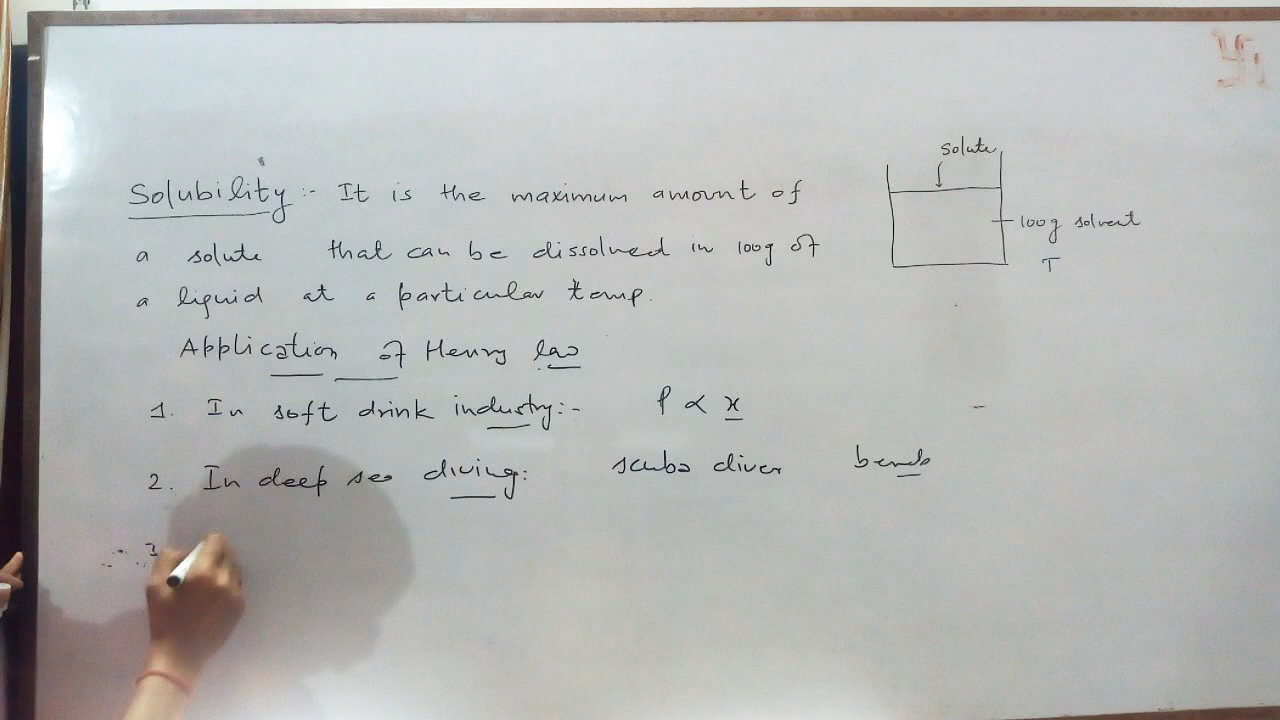 Solubility :- It is the maximum amount of
a solute that can be dissolved in 100g of
a liquid at a particular temp.
Application of Henry law
1. In soft drink industry:- P ∝ x
2. In deep sea diving: scuba diver bends
3
solute
100g solvent
T